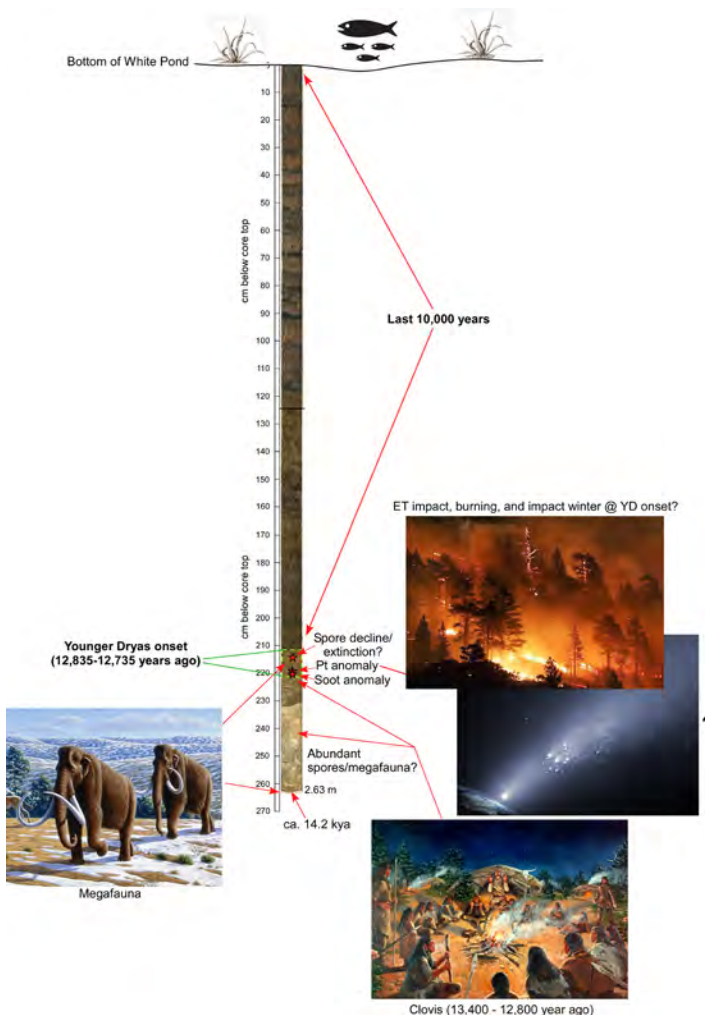 Bottom of White Pond
0
10
20
30
40
50
60
70
80
90
100
110
120
130
140
150
160
170
180
190
200
210
220
230
240
250
260
270
cm below core top
cm below core top
Last 10,000 years
ET impact, burning, and impact winter @ YD onset?
Younger Dryas onset
(12,835-12,735 years ago)
Spore decline/
extinction?
Pt anomaly
Soot anomaly
Abundant
spores/megafauna?
2.63 m
ca. 14.2 kya
Megafauna
Clovis (13,400 - 12,800 year ago)